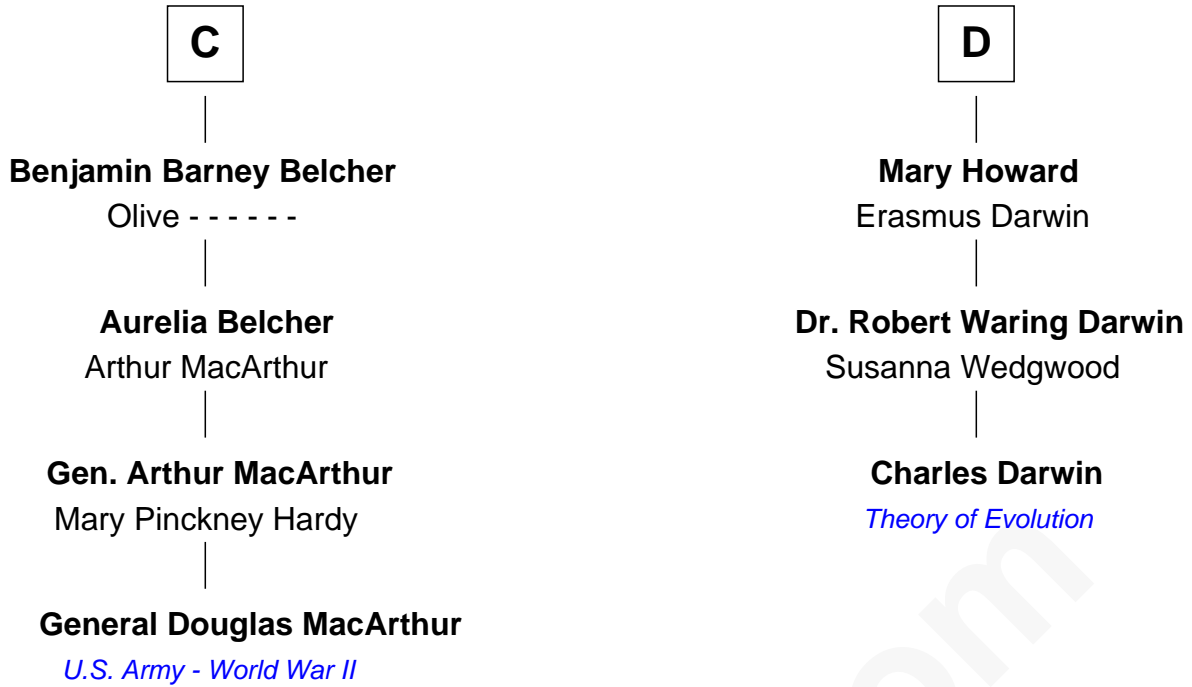 C
Benjamin Barney Belcher
Olive - - - - - -
Aurelia Belcher
Arthur MacArthur
Gen. Arthur MacArthur
Mary Pinckney Hardy
General Douglas MacArthur
U.S. Army - World War II
D
Mary Howard
Erasmus Darwin
Dr. Robert Waring Darwin
Susanna Wedgwood
Charles Darwin
Theory of Evolution
om